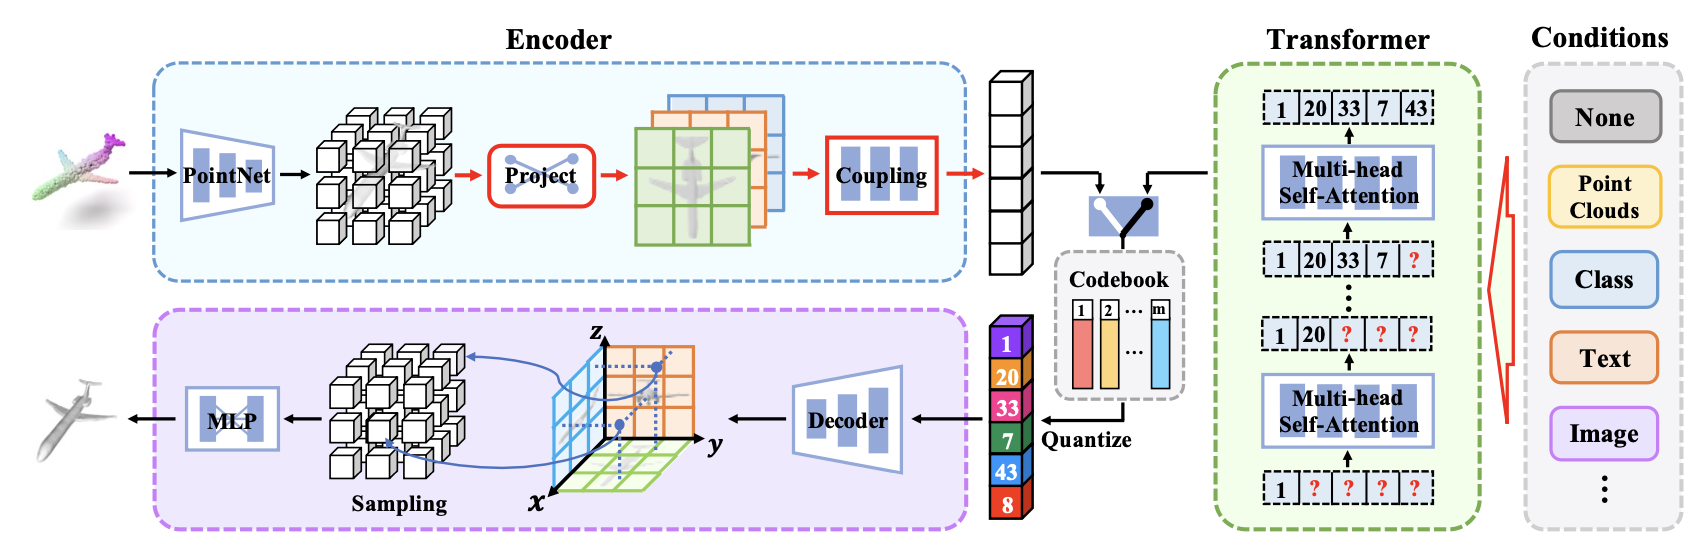 Encoder
Transformer
Conditions
PointNet
Project
Coupling
1 20 33 7 43
Multi-head
Self-Attention
1 20 33 7 ?
1 20 ? ? ?
Multi-head
Self-Attention
1 ? ? ? ?
None
Point
Clouds
Class
Text
Image
Codebook
1 2 ... m
...
Quantize
1
20
33
7
43
8
Decoder
z
y
x
Sampling
MLP